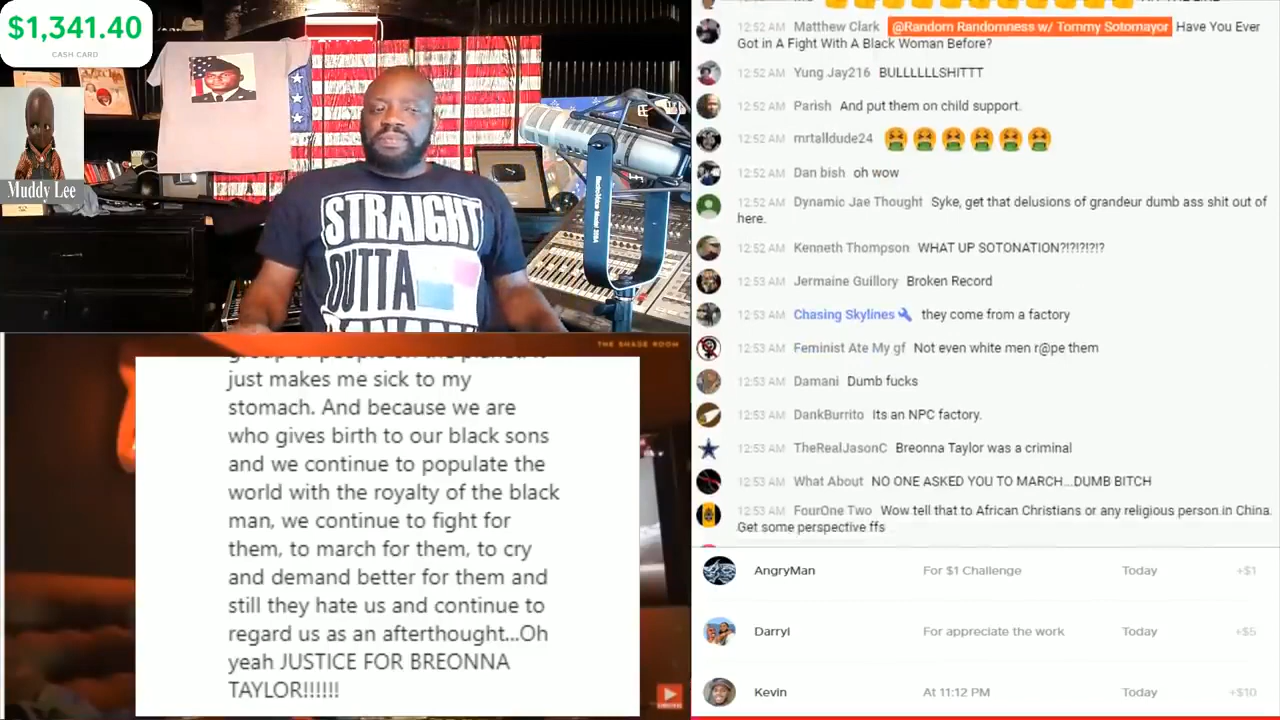 $1,341.40
CASH CARD
Muddy Lee
STRAIGHT
OUTTA
THE SHADE ROOM
just makes me sick to my
stomach. And because we are
who gives birth to our black sons
and we continue to populate the
world with the royalty of the black
man, we continue to fight for
them, to march for them, to cry
and demand better for them and
still they hate us and continue to
regard us as an afterthought...Oh
yeah JUSTICE FOR BREONNA
TAYLOR!!!!!!
12:52 AM Matthew Clark @Random Randomness w/ Tommy Sotomayor Have You Ever
Got in A Fight With A Black Woman Before?
12:52 AM Yung Jay216 BULLLLLLSHITTT
12:52 AM Parish And put them on child support.
12:52 AM mrtalldude24
12:52 AM Dan bish oh wow
12:52 AM Dynamic Jae Thought Syke, get that delusions of grandeur dumb ass shit out of
here.
12:52 AM Kenneth Thompson WHAT UP SOTONATION?!?!?!?!?
12:53 AM Jermaine Guillory Broken Record
12:53 AM Chasing Skylines they come from a factory
12:53 AM Feminist Ate My gf Not even white men r@pe them
12:53 AM Damani Dumb fucks
12:53 AM DankBurrito Its an NPC factory.
12:53 AM TheRealJasonC Breonna Taylor was a criminal
12:53 AM What About NO ONE ASKED YOU TO MARCH...DUMB BITCH
12:53 AM FourOne Two Wow tell that to African Christians or any religious person in China.
Get some perspective ffs
AngryMan For $1 Challenge Today +$1
Darryl For appreciate the work Today +$5
Kevin At 11:12 PM Today +$10